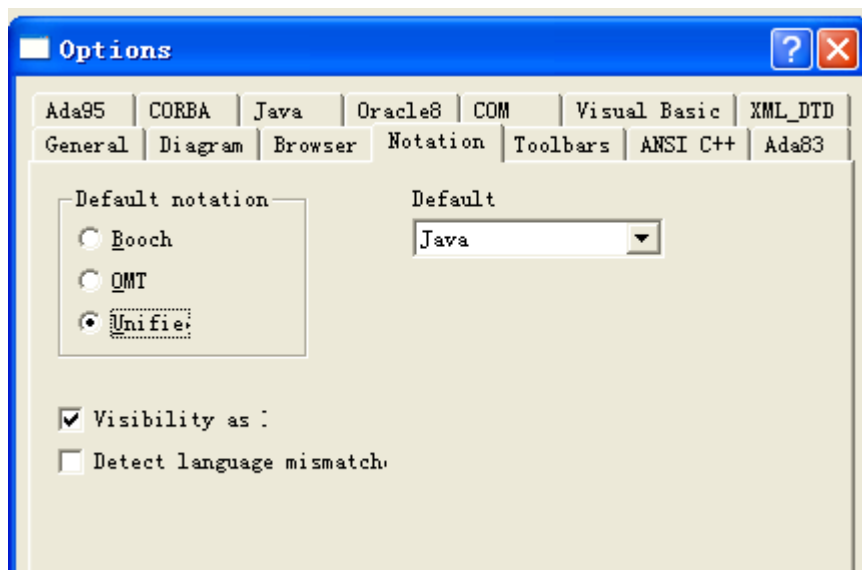 Options
Ada95 CORBA Java Oracle8 COM Visual Basic XML_DTD
General Diagram Browser Notation Toolbars ANSI C++ Ada83
Default notation
Default
Booch
Java
OMT
Unifie
Visibility as
Detect language mismatch